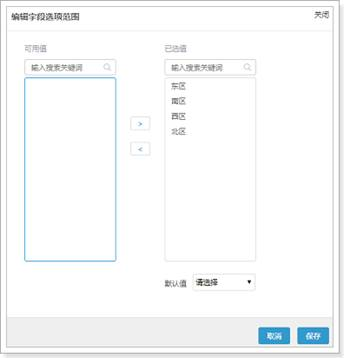 编辑字段选项范围 关闭
可用值 已选值
输入搜索关键词 输入搜索关键词
东区
南区
西区
北区
>
<
默认值 请选择
取消 保存